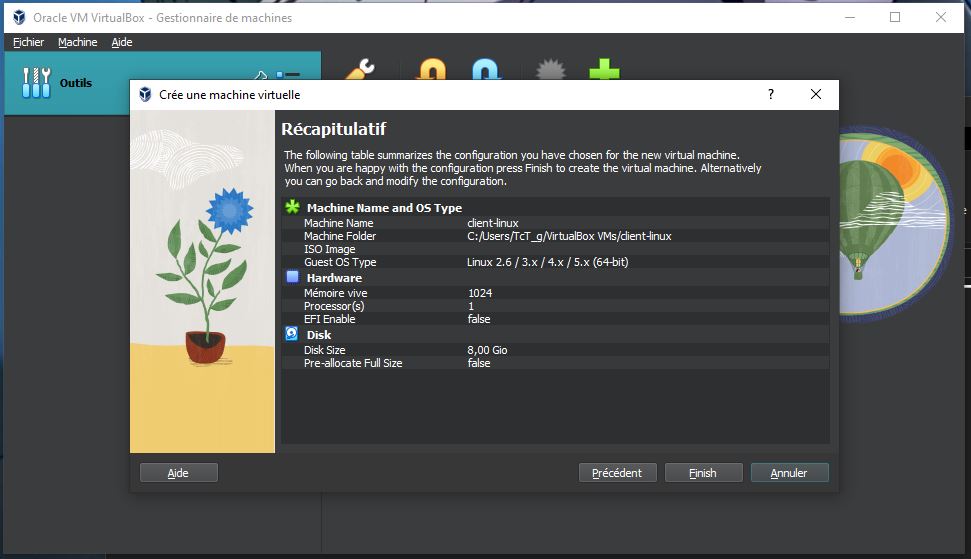 Oracle VM VirtualBox - Gestionnaire de machines
Fichier Machine Aide
Outils
Crée une machine virtuelle ?
Récapitulatif
The following table summarizes the configuration you have chosen for the new virtual machine.
When you are happy with the configuration press Finish to create the virtual machine. Alternatively
you can go back and modify the configuration.
Machine Name and OS Type
Machine Name client-linux
Machine Folder C:/Users/TcT_g/VirtualBox VMs/client-linux
ISO Image
Guest OS Type Linux 2.6 / 3.x / 4.x / 5.x (64-bit)
Hardware
Mémoire vive 1024
Processor(s) 1
EFI Enable false
Disk
Disk Size 8,00 Gio
Pre-allocate Full Size false
Aide Précédent Finish Annuler